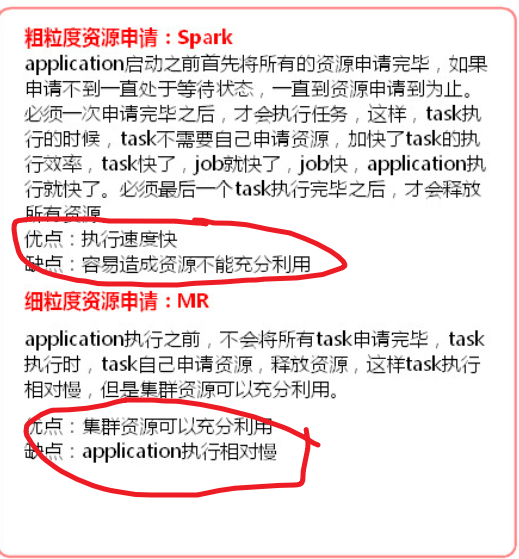 粗粒度资源申请：Spark
application启动之前首先将所有的资源申请完毕，如果
申请不到一直处于等待状态，一直到资源申请到为止。
必须一次申请完毕之后，才会执行任务，这样，task执
行的时候，task不需要自己申请资源，加快了task的执
行效率，task快了，job就快了，job快，application执
行就快了。必须最后一个task执行完毕之后，才会释放
所有资源
优点：执行速度快
缺点：容易造成资源不能充分利用
细粒度资源申请：MR
application执行之前，不会将所有task申请完毕，task
执行时，task自己申请资源，释放资源，这样task执行
相对慢，但是集群资源可以充分利用。
优点：集群资源可以充分利用
缺点：application执行相对慢